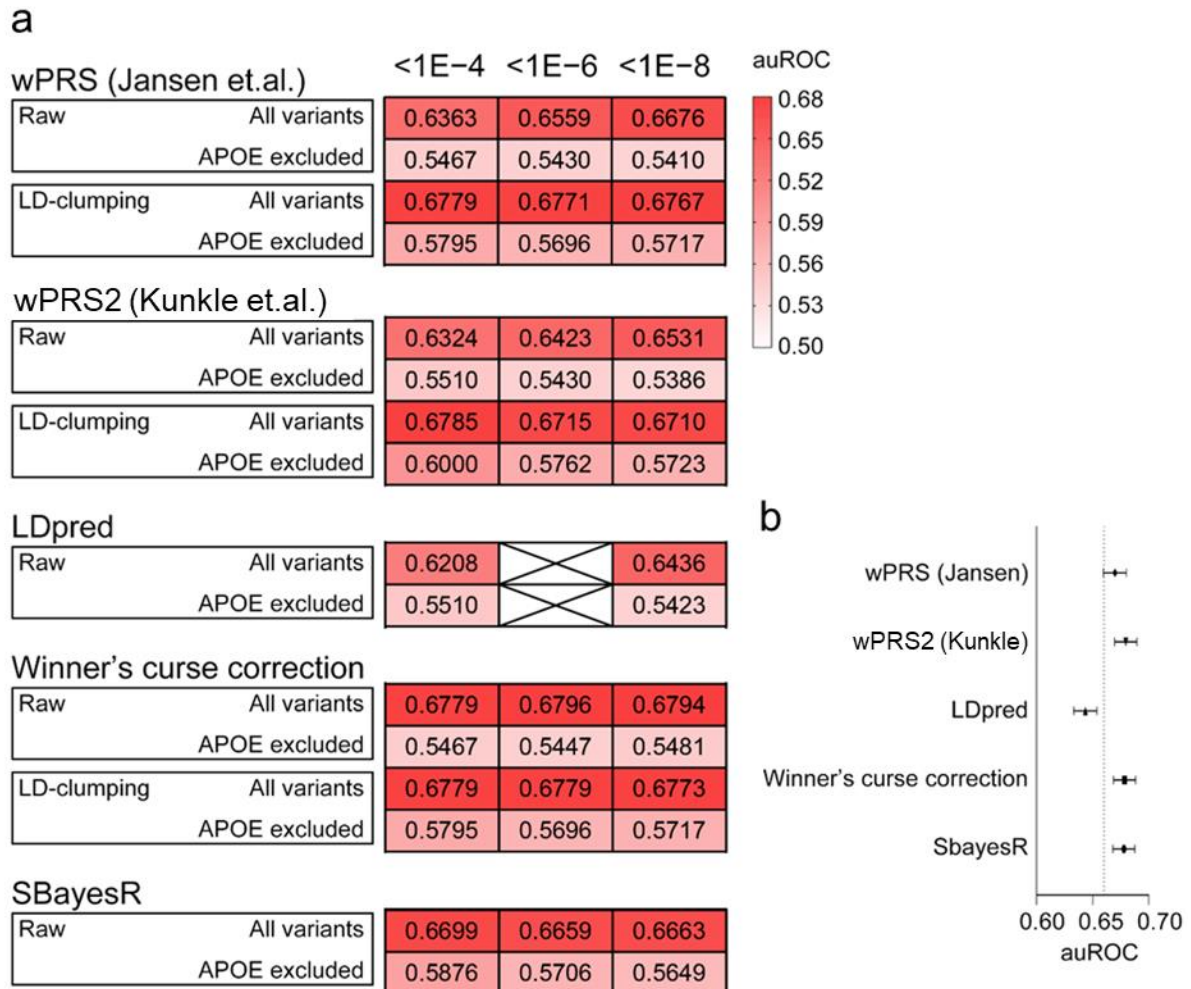 a
<1E−4 <1E−6 <1E−8
auROC
wPRS (Jansen et.al.)
Raw All variants 0.6363 0.6559 0.6676
APOE excluded 0.5467 0.5430 0.5410
LD-clumping All variants 0.6779 0.6771 0.6767
APOE excluded 0.5795 0.5696 0.5717
0.68
0.65
0.52
0.59
0.56
0.53
0.50
wPRS2 (Kunkle et.al.)
Raw All variants 0.6324 0.6423 0.6531
APOE excluded 0.5510 0.5430 0.5386
LD-clumping All variants 0.6785 0.6715 0.6710
APOE excluded 0.6000 0.5762 0.5723
LDpred
Raw All variants 0.6208 0.6436
APOE excluded 0.5510 0.5423
Winner's curse correction
Raw All variants 0.6779 0.6796 0.6794
APOE excluded 0.5467 0.5447 0.5481
LD-clumping All variants 0.6779 0.6779 0.6773
APOE excluded 0.5795 0.5696 0.5717
SBayesR
Raw All variants 0.6699 0.6659 0.6663
APOE excluded 0.5876 0.5706 0.5649
b
wPRS (Jansen)
wPRS2 (Kunkle)
LDpred
Winner's curse correction
SbayesR
0.60 0.65 0.70
auROC